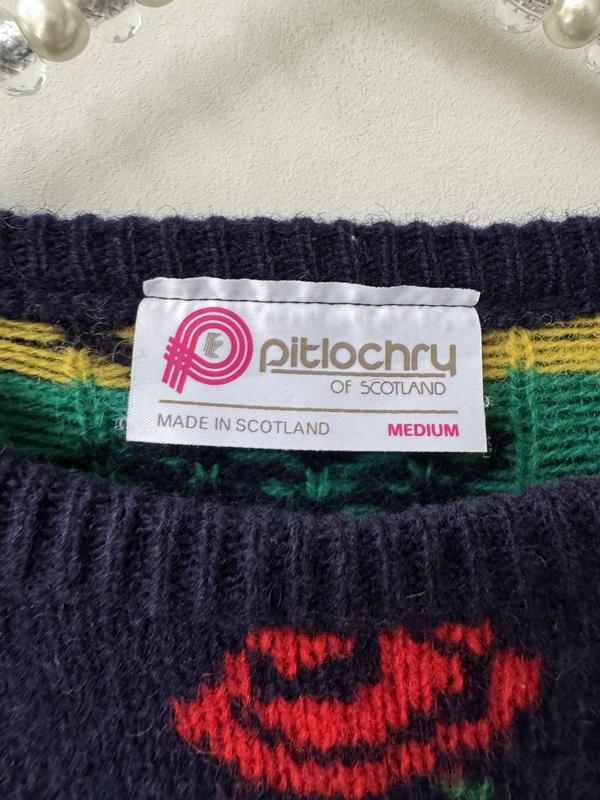 pitlochry
OF SCOTLAND
MADE IN SCOTLAND
MEDIUM